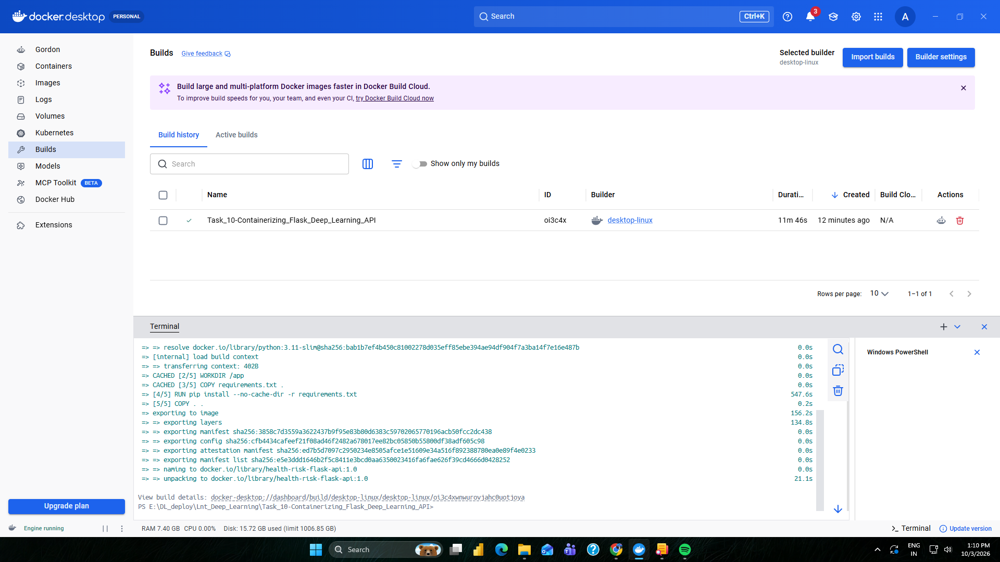 docker.desktop PERSONAL
Search Ctrl+K
3
A
Gordon
Containers
Images
Logs
Volumes
Kubernetes
Builds
Models
MCP Toolkit BETA
Docker Hub
Extensions
Upgrade plan
Builds Give feedback
Selected builder
desktop-linux
Import builds
Builder settings
Build large and multi-platform Docker images faster in Docker Build Cloud.
To improve build speeds for you, your team, and even your CI, try Docker Build Cloud now
Build history Active builds
Search
Show only my builds
Name ID Builder Durati... Created Build Clo... Actions
Task_10-Containerizing_Flask_Deep_Learning_API oi3c4x desktop-linux 11m 46s 12 minutes ago N/A
Rows per page: 10 1–1 of 1
Terminal
=> => resolve docker.io/library/python:3.11-slim@sha256:bab1b7ef4b450c81002278d035eff85ebe394ae94df904f7a3ba14f7e16e487b 0.0s
=> [internal] load build context 0.0s
=> => transferring context: 402B 0.0s
=> CACHED [2/5] WORKDIR /app 0.0s
=> CACHED [3/5] COPY requirements.txt . 0.0s
=> [4/5] RUN pip install --no-cache-dir -r requirements.txt 547.6s
=> [5/5] COPY . . 0.2s
=> exporting to image 156.2s
=> => exporting layers 134.8s
=> => exporting manifest sha256:3858c7d3559a3622437b9f95e83b80d6383c59702065770196acb50fcc2dc438 0.0s
=> => exporting config sha256:cfb4434cafeef21f08ad46f2482a678017ee82bc05850b55800df38adf605c98 0.0s
=> => exporting attestation manifest sha256:ed7b5d7097c2950234e8505afce1e51609e34a516f892388780ea0e89f4e0233 0.0s
=> => exporting manifest list sha256:e5e3ddd1646b2f5c8411e3bcd0aa6350023416fa6fae626f39cd4666d0428252 0.0s
=> => naming to docker.io/library/health-risk-flask-api:1.0 0.0s
=> => unpacking to docker.io/library/health-risk-flask-api:1.0 21.1s
View build details: docker-desktop://dashboard/build/desktop-linux/desktop-linux/oi3c4xwnwurovjahc0uotjoya
PS E:\DL_deploy\Lnt_Deep_Learning\Task_10-Containerizing_Flask_Deep_Learning_API>
Windows PowerShell
Engine running
RAM 7.40 GB CPU 0.00% Disk: 15.72 GB used (limit 1006.85 GB)
Terminal
Update version
Search
ENG
IN
1:10 PM
10/3/2026